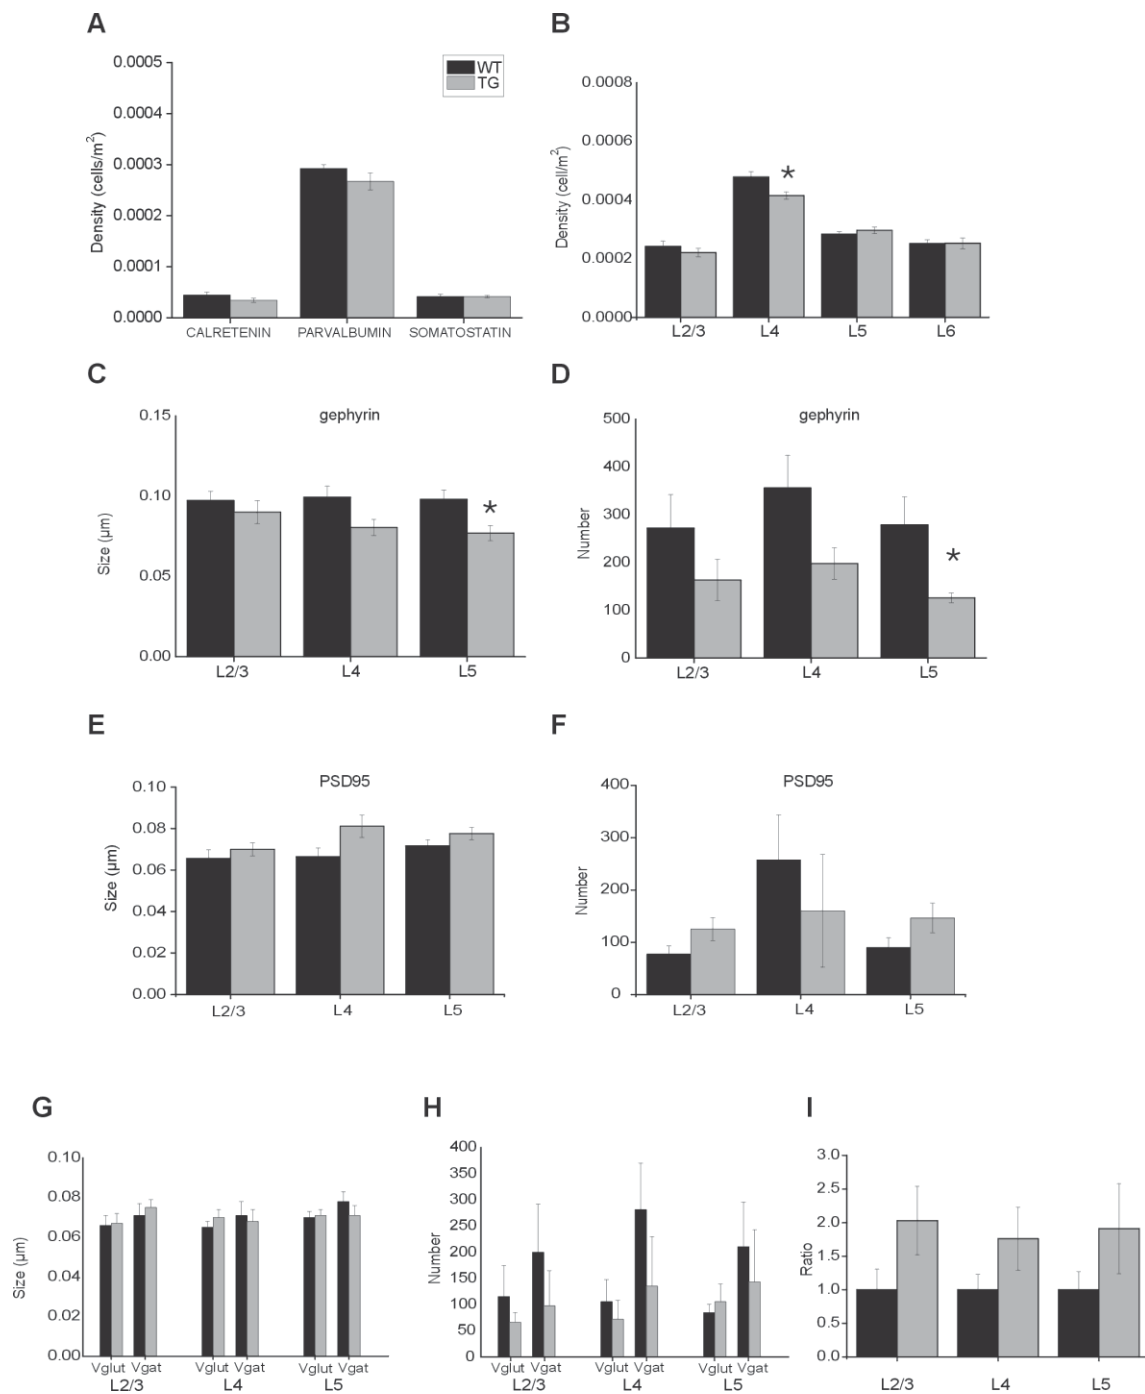 A
0.0005
0.0004
0.0003
0.0002
0.0001
0.0000
Density (cells/m²)
WT
TG
CALRETENIN PARVALBUMIN SOMATOSTATIN
B
0.0008
0.0006
0.0004
0.0002
0.0000
Density (cell/m²)
*
L2/3 L4 L5 L6
C
gephyrin
0.15
0.10
0.05
0.00
Size (μm)
*
L2/3 L4 L5
D
gephyrin
500
400
300
200
100
0
Number
*
L2/3 L4 L5
E
PSD95
0.10
0.08
0.06
0.04
0.02
0.00
Size (μm)
L2/3 L4 L5
F
PSD95
400
300
200
100
0
Number
L2/3 L4 L5
G
0.10
0.08
0.06
0.04
0.02
0.00
Size (μm)
Vglut Vgat Vglut Vgat Vglut Vgat
L2/3 L4 L5
H
400
350
300
250
200
150
100
50
0
Number
Vglut Vgat Vglut Vgat Vglut Vgat
L2/3 L4 L5
I
3.0
2.5
2.0
1.5
1.0
0.5
0.0
Ratio
L2/3 L4 L5